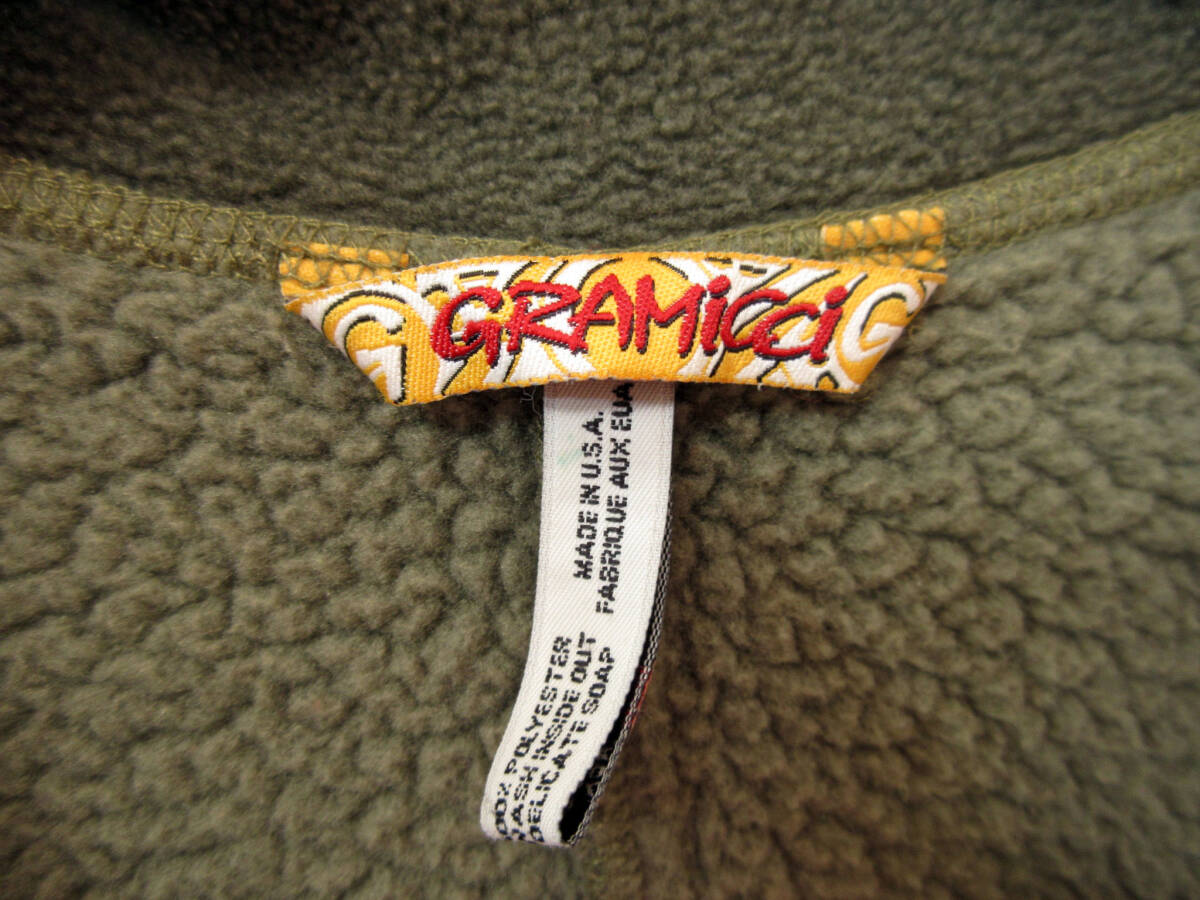 GRAMiCCi
G
G
MADE IN U.S.A.
FABRIQUE AUX EUA
100% POLYESTER
WASH INSIDE OUT
DELICATE SOAP